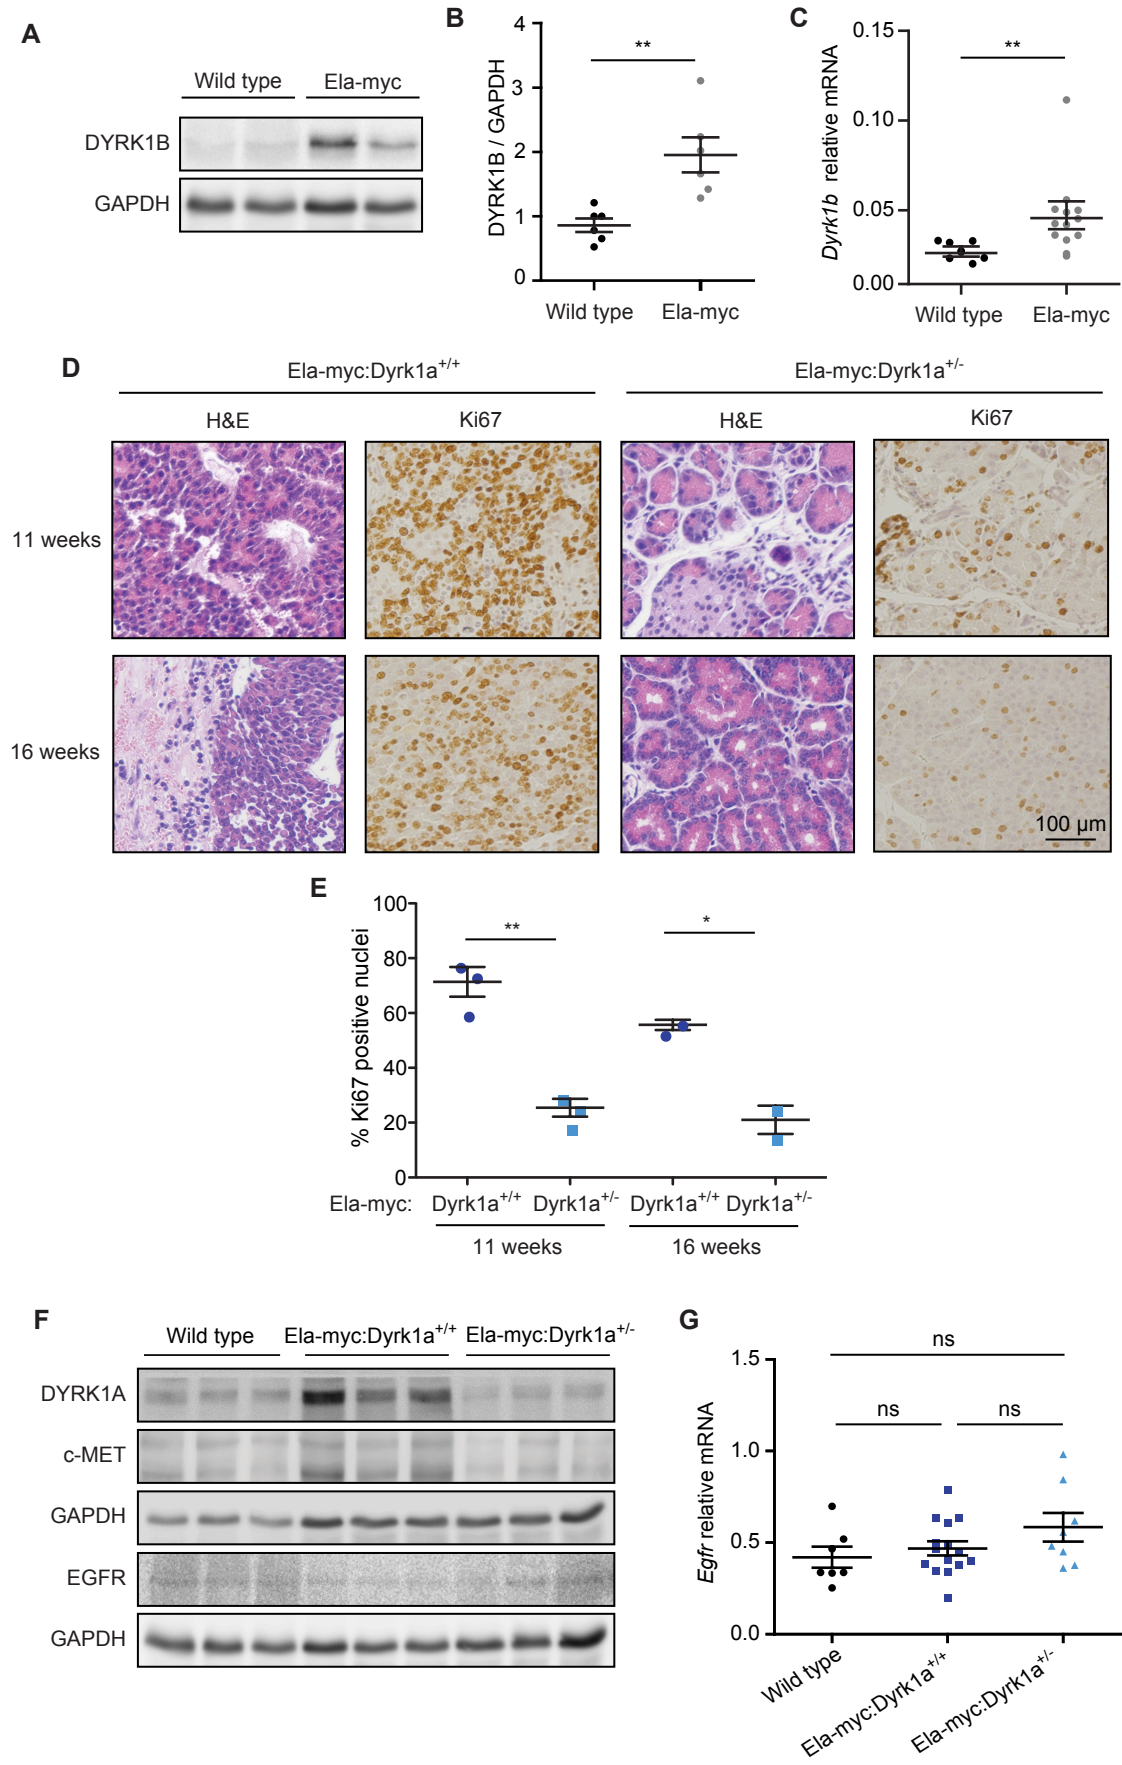 A
Wild type
Ela-myc
DYRK1B
GAPDH
B
4
3
2
1
0
DYRK1B / GAPDH
**
Wild type
Ela-myc
C
0.15
0.10
0.05
0.00
Dyrk1b relative mRNA
**
Wild type
Ela-myc
D
Ela-myc:Dyrk1a+/+
Ela-myc:Dyrk1a+/-
H&E
Ki67
H&E
Ki67
11 weeks
16 weeks
100 µm
E
100
80
60
40
20
0
% Ki67 positive nuclei
**
*
Ela-myc:
Dyrk1a+/+
Dyrk1a+/-
Dyrk1a+/+
Dyrk1a+/-
11 weeks
16 weeks
F
Wild type
Ela-myc:Dyrk1a+/+
Ela-myc:Dyrk1a+/-
DYRK1A
c-MET
GAPDH
EGFR
GAPDH
G
1.5
1.0
0.5
0.0
Egfr relative mRNA
ns
ns
ns
Wild type
Ela-myc:Dyrk1a+/+
Ela-myc:Dyrk1a+/-